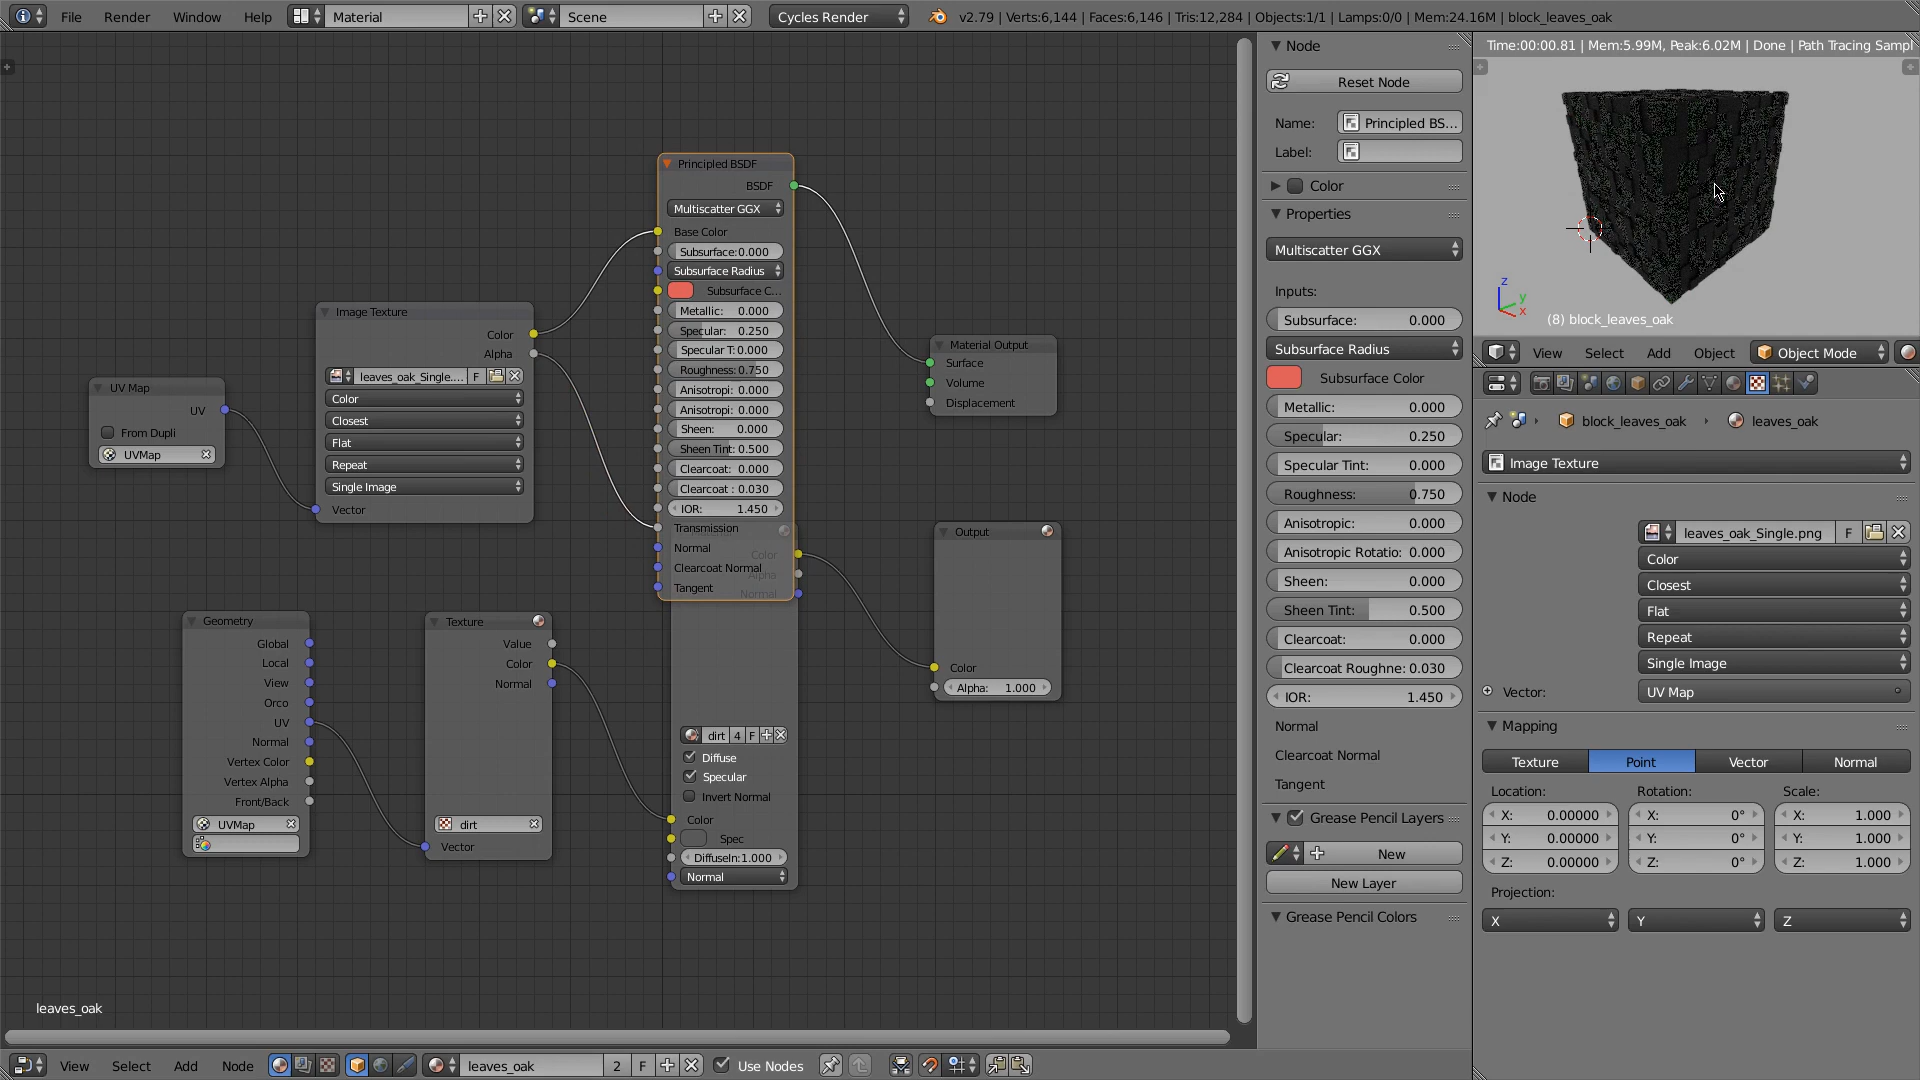 File Render Window Help Material Scene Cycles Render v2.79 | Verts:6,144 | Faces:6,146 | Tris:12,284 | Objects:1/1 | Lamps:0/0 | Mem:24.16M | block_leaves_oak
Time:00:00.81 | Mem:5.99M, Peak:6.02M | Done | Path Tracing Sampl
z
y
x
(8) block_leaves_oak
View Select Add Object Object Mode
Principled BSDF
BSDF
Multiscatter GGX
Base Color
Subsurface: 0.000
Subsurface Radius
Subsurface C...
Metallic: 0.000
Specular: 0.250
Specular T: 0.000
Roughness: 0.750
Anisotropi: 0.000
Anisotropi: 0.000
Sheen: 0.000
Sheen Tint: 0.500
Clearcoat: 0.000
Clearcoat : 0.030
IOR: 1.450
Transmission
Normal
Clearcoat Normal
Tangent
Color
Alpha
Normal
Image Texture
Color
Alpha
leaves_oak_Single.... F
Color
Closest
Flat
Repeat
Single Image
Vector
UV Map
UV
From Dupli
UVMap
Material Output
Surface
Volume
Displacement
Output
Color
Alpha: 1.000
Geometry
Global
Local
View
Orco
UV
Normal
Vertex Color
Vertex Alpha
Front/Back
UVMap
Texture
Value
Color
Normal
dirt
Vector
dirt 4 F
Diffuse
Specular
Invert Normal
Color
Spec
DiffuseIn: 1.000
Normal
leaves_oak
View Select Add Node leaves_oak 2 F Use Nodes
Node
Reset Node
Name: Principled BS...
Label:
Color
Properties
Multiscatter GGX
Inputs:
Subsurface: 0.000
Subsurface Radius
Subsurface Color
Metallic: 0.000
Specular: 0.250
Specular Tint: 0.000
Roughness: 0.750
Anisotropic: 0.000
Anisotropic Rotatio: 0.000
Sheen: 0.000
Sheen Tint: 0.500
Clearcoat: 0.000
Clearcoat Roughne: 0.030
IOR: 1.450
Normal
Clearcoat Normal
Tangent
Grease Pencil Layers
New
New Layer
Grease Pencil Colors
block_leaves_oak leaves_oak
Image Texture
Node
leaves_oak_Single.png F
Color
Closest
Flat
Repeat
Single Image
Vector: UV Map
Mapping
Texture Point Vector Normal
Location: Rotation: Scale:
X: 0.00000 X: 0° X: 1.000
Y: 0.00000 Y: 0° Y: 1.000
Z: 0.00000 Z: 0° Z: 1.000
Projection:
X Y Z